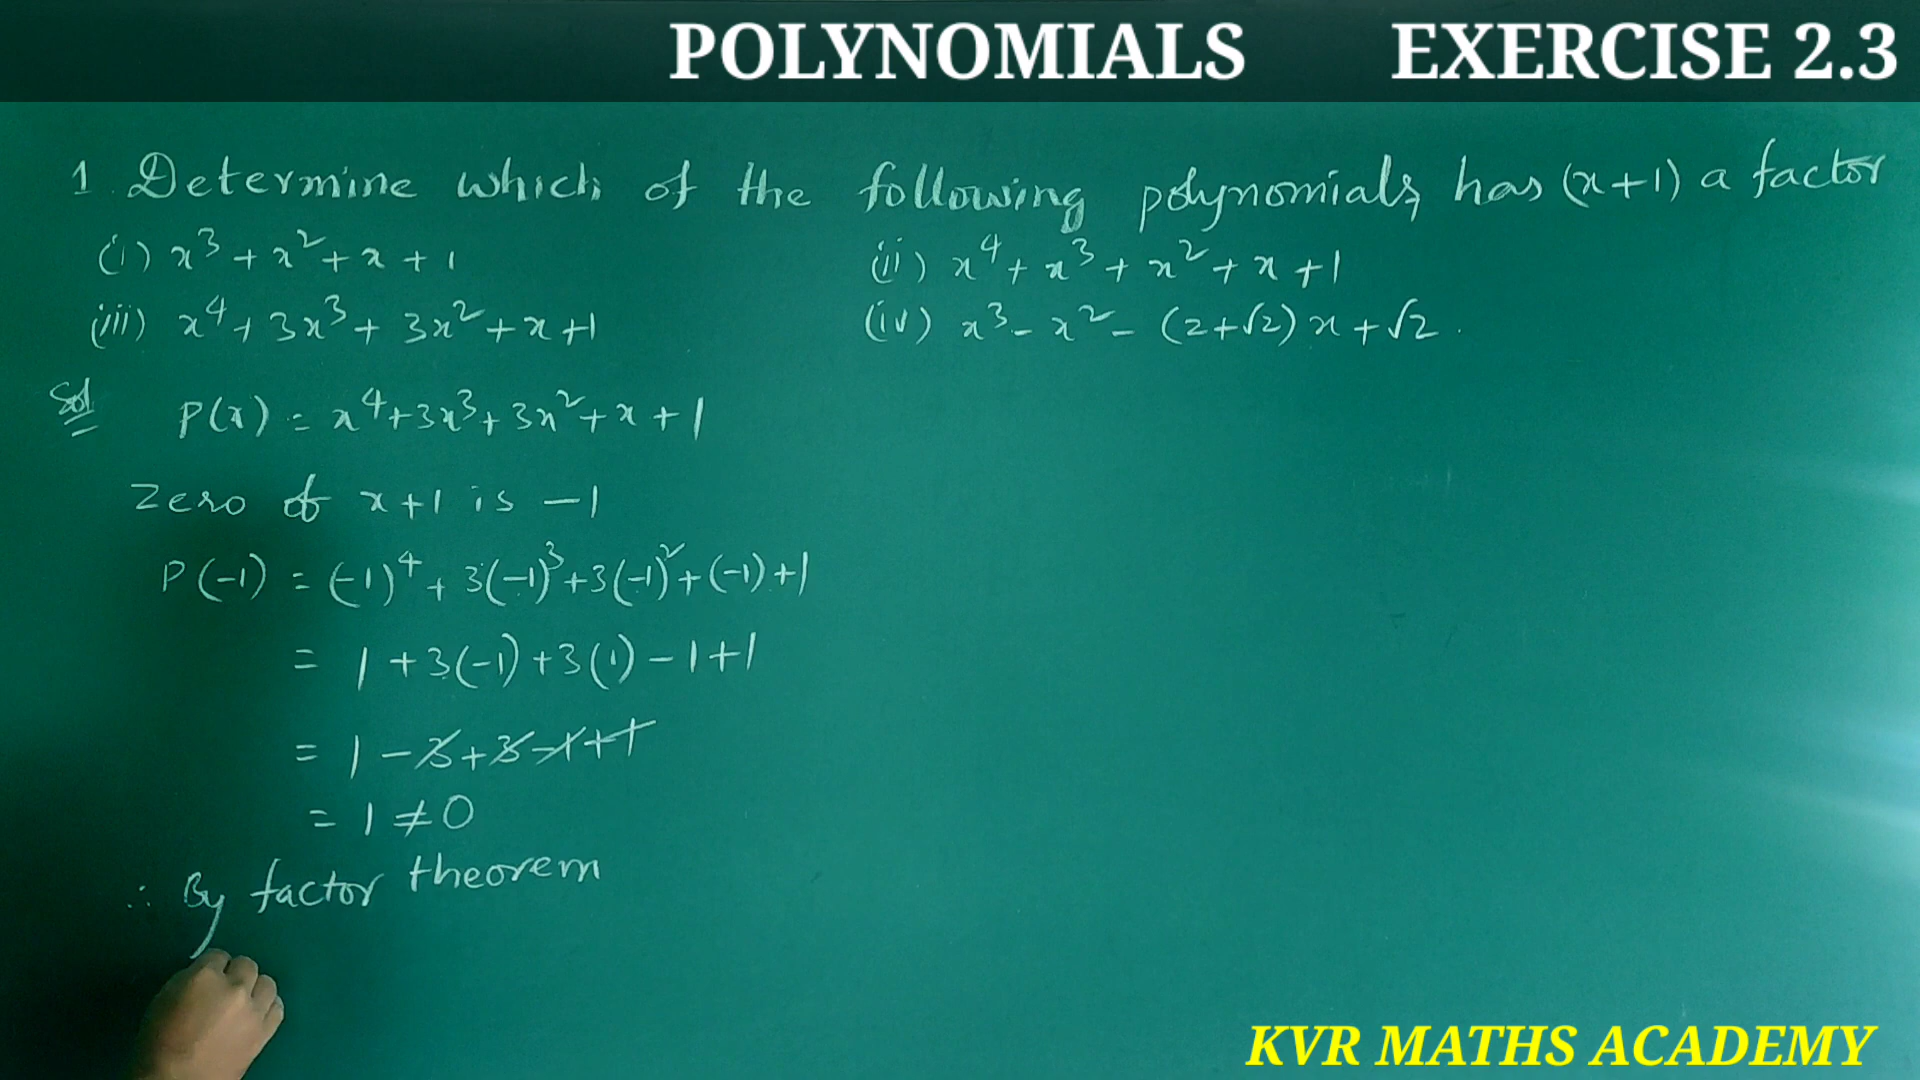 POLYNOMIALS EXERCISE 2.3
1. Determine which of the following polynomials has (x+1) a factor
(i) x³ + x² + x + 1 (ii) x⁴ + x³ + x² + x + 1
(iii) x⁴ + 3x³ + 3x² + x + 1 (iv) x³ - x² - (2+√2) x + √2.
Sol P(x) = x⁴ + 3x³ + 3x² + x + 1
Zero of x+1 is -1
P(-1) = (-1)⁴ + 3(-1)³ + 3(-1)² + (-1) + 1
= 1 + 3(-1) + 3(1) - 1 + 1
= 1 - 3 + 3 - 1 + 1
= 1 ≠ 0
∴ By factor theorem
KVR MATHS ACADEMY